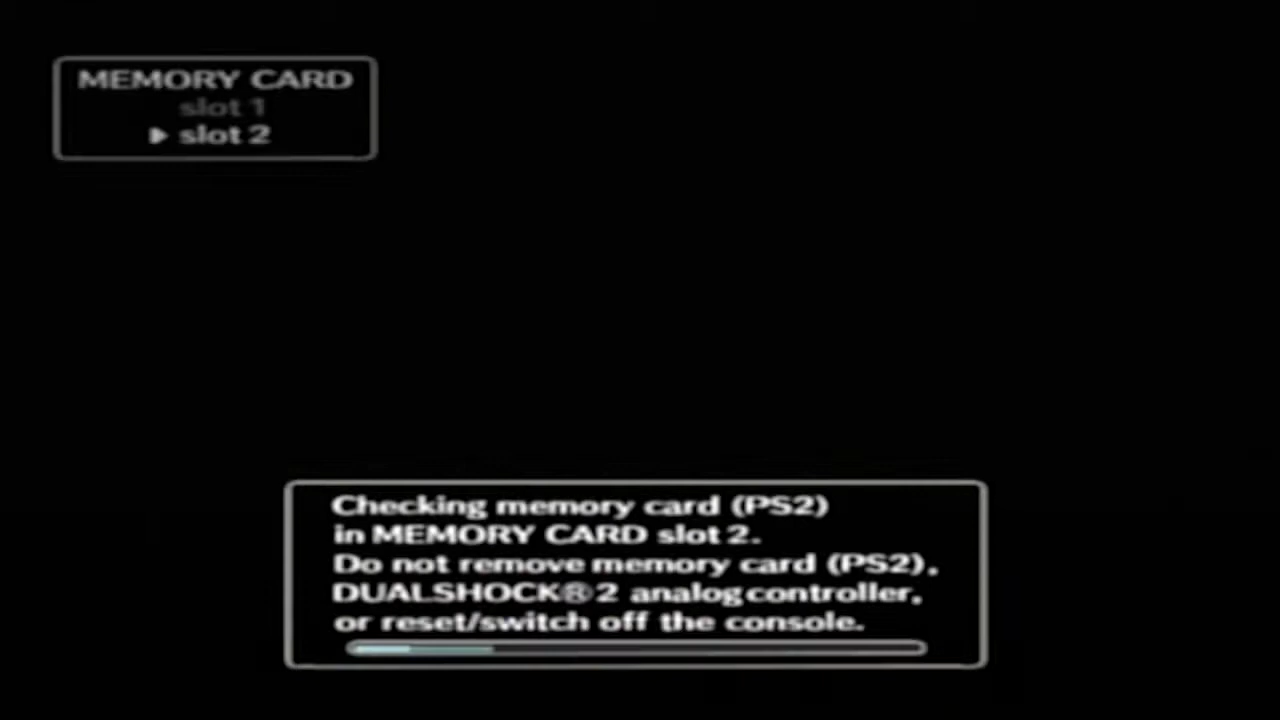 MEMORY CARD
slot 1
slot 2
Checking memory card (PS2)
in MEMORY CARD slot 2.
Do not remove memory card (PS2),
DUALSHOCK®2 analog controller,
or reset/switch off the console.